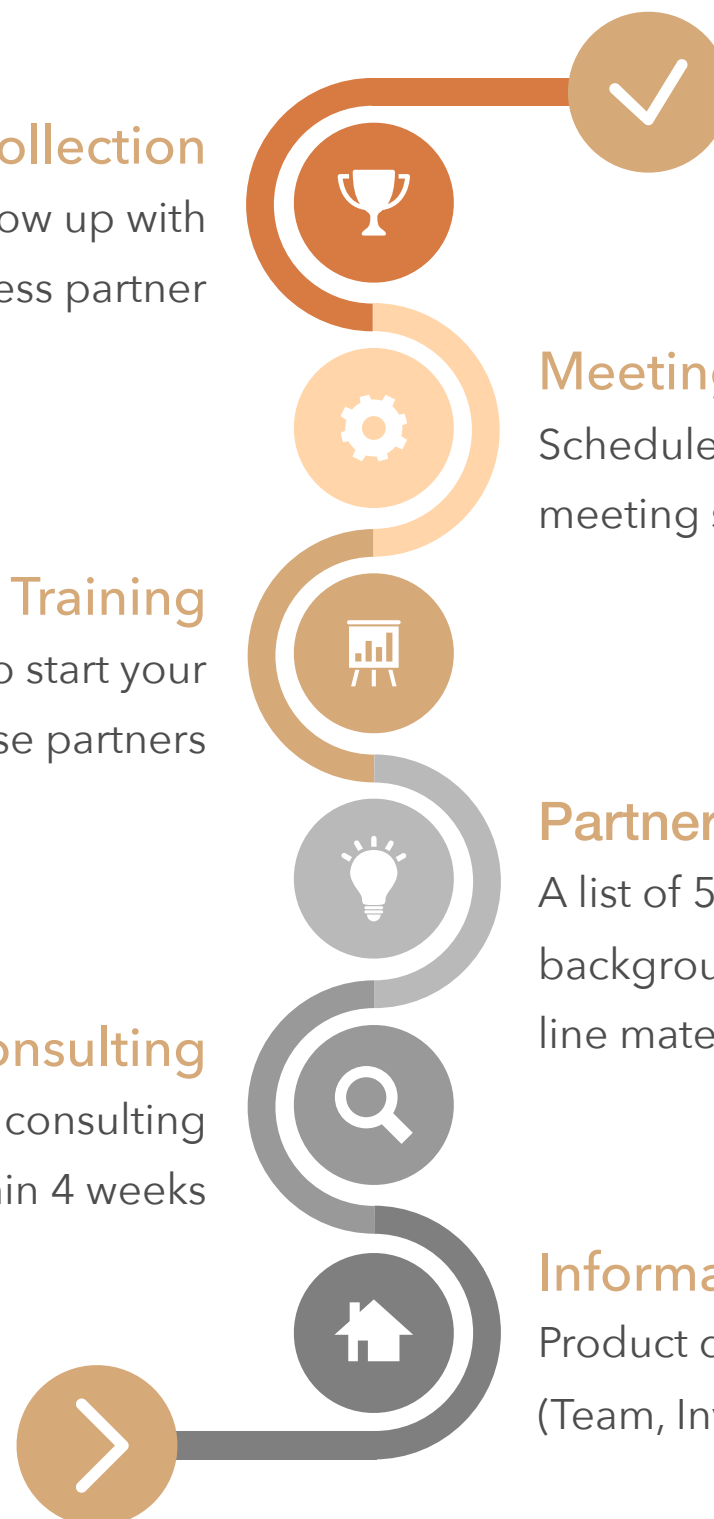 ollection
ow up with
ess partner
Meeting
Schedule
meeting s
Training
o start your
se partners
Partner
A list of 5
backgrou
line mate
onsulting
consulting
in 4 weeks
Informa
Product o
(Team, Inv